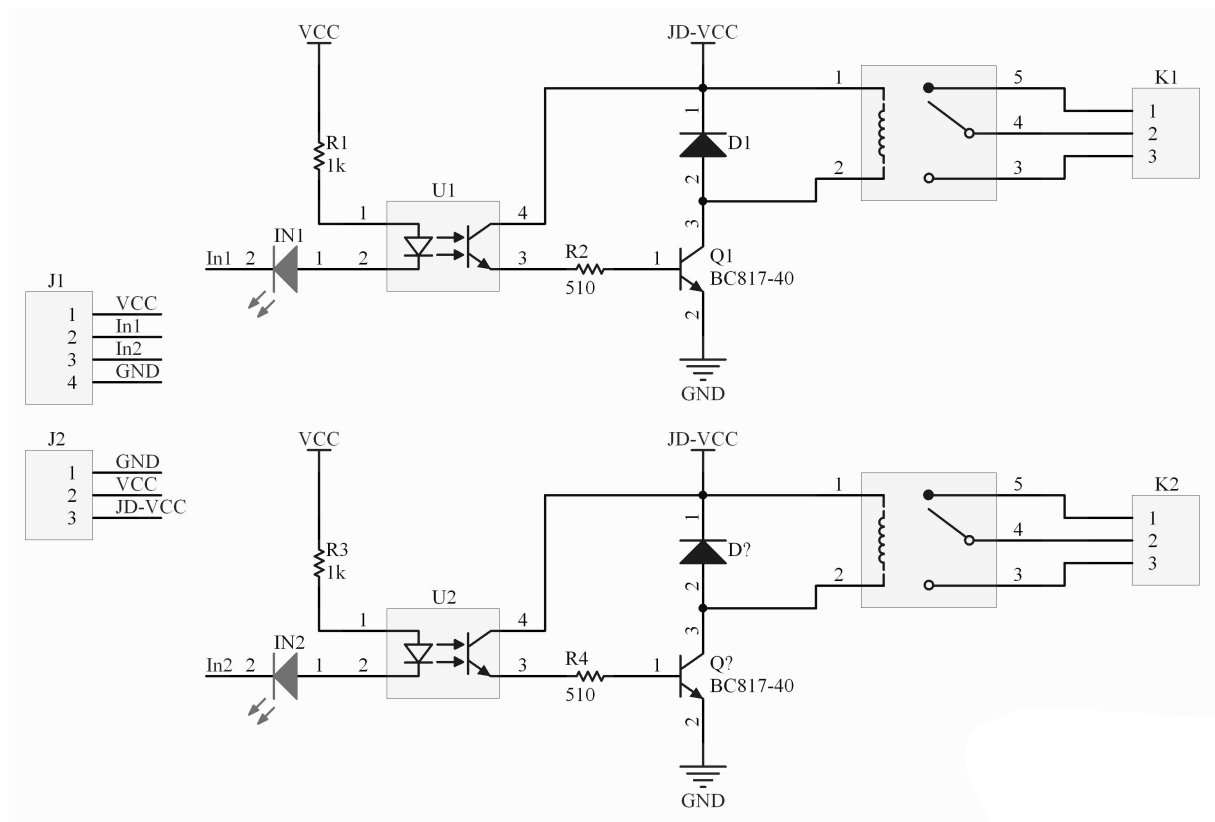 VCC
JD-VCC
1
5
K1
1
1
R1
1k
D1
4
2
2
2
3
3
U1
1
4
3
In1
2
IN1
1
2
3
R2
510
1
Q1
BC817-40
2
GND
J1
1
VCC
2
In1
3
In2
4
GND
J2
1
GND
2
VCC
3
JD-VCC
VCC
JD-VCC
1
5
K2
1
1
R3
1k
D?
4
2
2
2
3
3
U2
1
4
3
In2
2
IN2
1
2
3
R4
510
1
Q?
BC817-40
2
GND